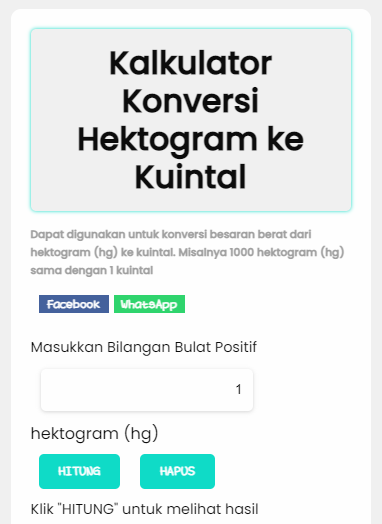 Kalkulator
Konversi
Hektogram ke
Kuintal
Dapat digunakan untuk konversi besaran berat dari
hektogram (hg) ke kuintal. Misalnya 1000 hektogram (hg)
sama dengan 1 kuintal
Facebook WhatsApp
Masukkan Bilangan Bulat Positif
1
hektogram (hg)
HITUNG HAPUS
Klik "HITUNG" untuk melihat hasil